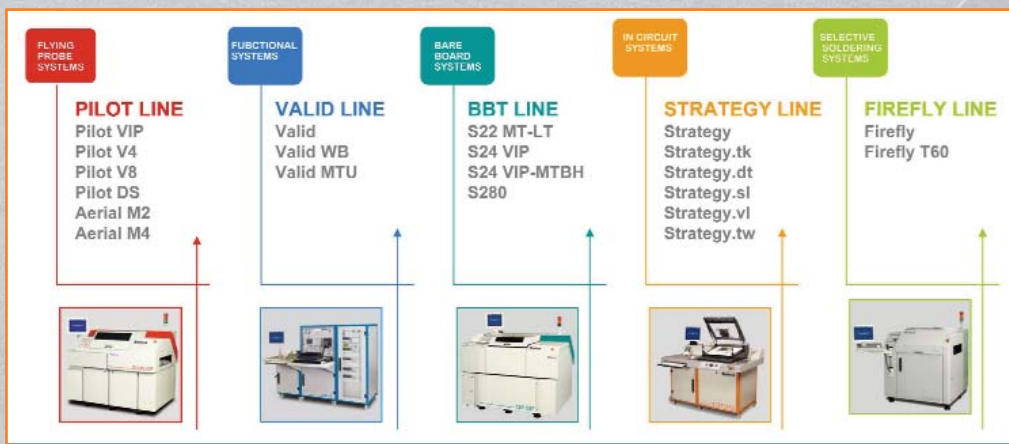 FLYING
PROBE
SYSTEMS
PILOT LINE
Pilot VIP
Pilot V4
Pilot V8
Pilot DS
Aerial M2
Aerial M4
FUBCTIONAL
SYSTEMS
VALID LINE
Valid
Valid WB
Valid MTU
BARE
BOARD
SYSTEMS
BBT LINE
S22 MT-LT
S24 VIP
S24 VIP-MTBH
S280
IN CIRCUIT
SYSTEMS
STRATEGY LINE
Strategy
Strategy.tk
Strategy.dt
Strategy.sl
Strategy.vl
Strategy.tw
SELECTIVE
SOLDERING
SYSTEMS
FIREFLY LINE
Firefly
Firefly T60